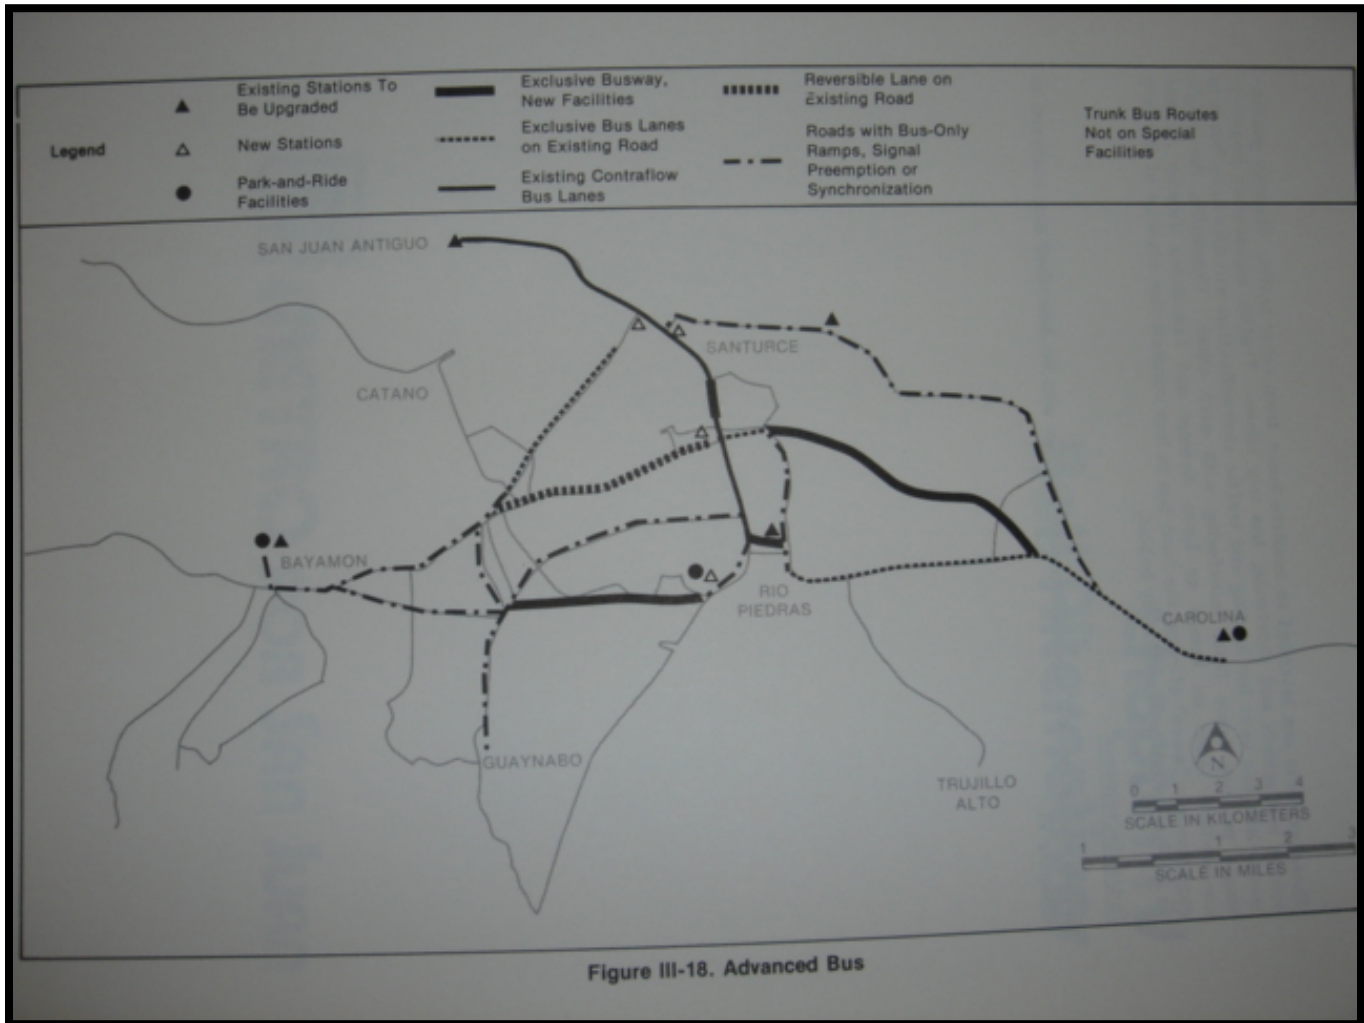 Legend
Existing Stations To
Be Upgraded
New Stations
Park-and-Ride
Facilities
Exclusive Busway,
New Facilities
Exclusive Bus Lanes
on Existing Road
Existing Contraflow
Bus Lanes
Reversible Lane on
Existing Road
Roads with Bus-Only
Ramps, Signal
Preemption or
Synchronization
Trunk Bus Routes
Not on Special
Facilities
SAN JUAN ANTIGUO
SANTURCE
CATANO
BAYAMON
RIO
PIEDRAS
CAROLINA
GUAYNABO
TRUJILLO
ALTO
N
0 1 2 3 4
SCALE IN KILOMETERS
1 1 2 3
SCALE IN MILES
Figure III-18. Advanced Bus